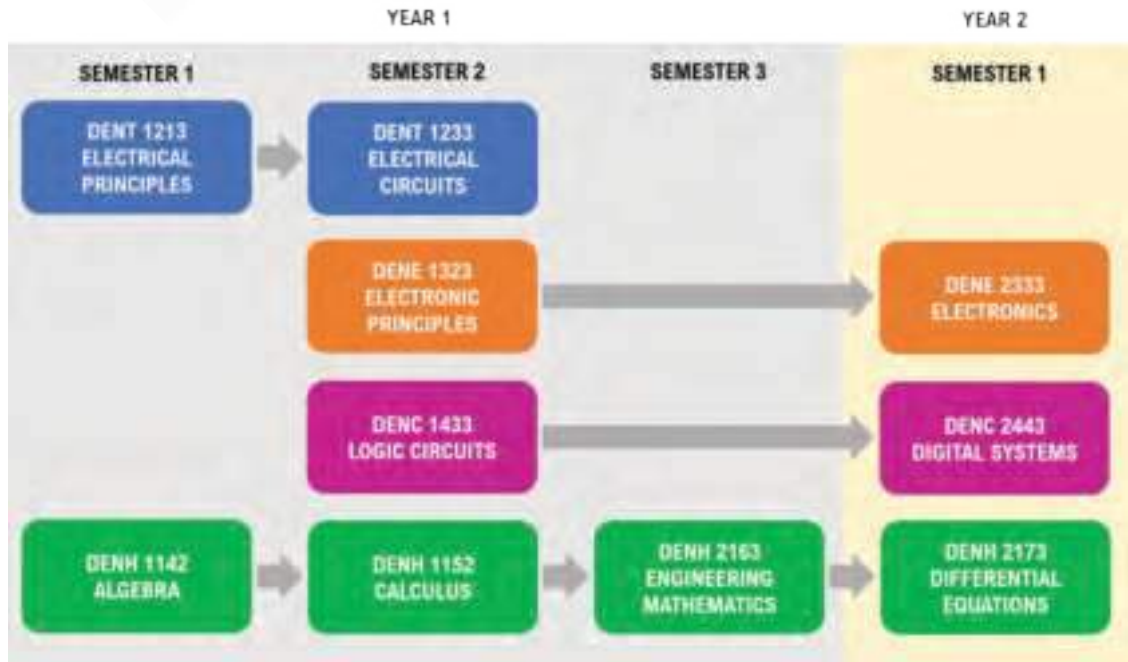 YEAR 1
YEAR 2
SEMESTER 1
SEMESTER 2
SEMESTER 3
SEMESTER 1
DENT 1213
ELECTRICAL
PRINCIPLES
DENT 1233
ELECTRICAL
CIRCUITS
DENE 1323
ELECTRONIC
PRINCIPLES
DENE 2333
ELECTRONICS
DENC 1433
LOGIC CIRCUITS
DENC 2443
DIGITAL SYSTEMS
DENH 1142
ALGEBRA
DENH 1152
CALCULUS
DENH 2163
ENGINEERING
MATHEMATICS
DENH 2173
DIFFERENTIAL
EQUATIONS